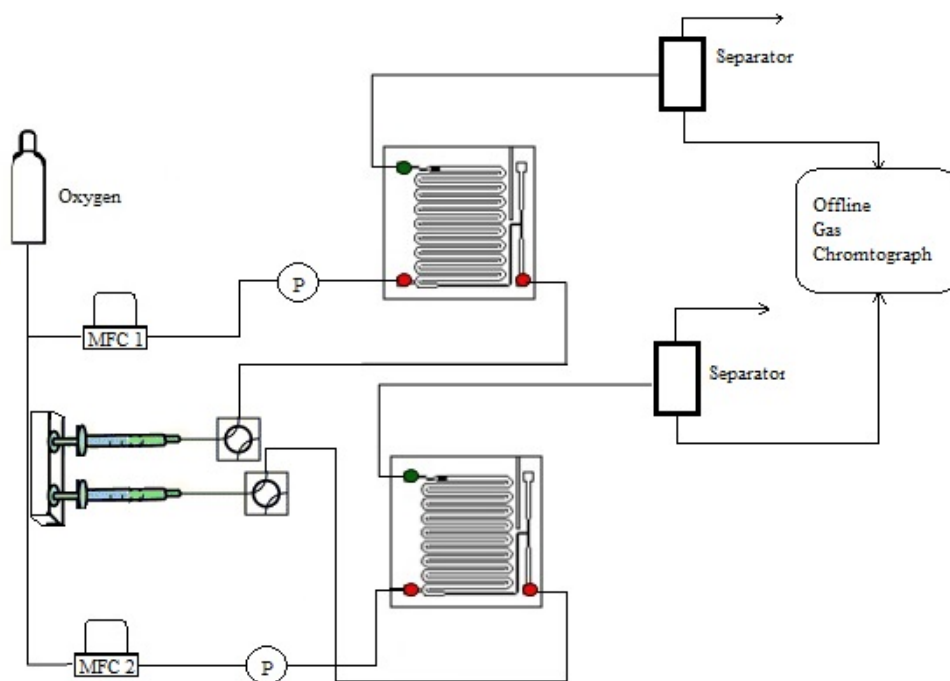 Separator
Oxygen
Offline
Gas
Chromtograph
P
MFC 1
Separator
MFC 2
P